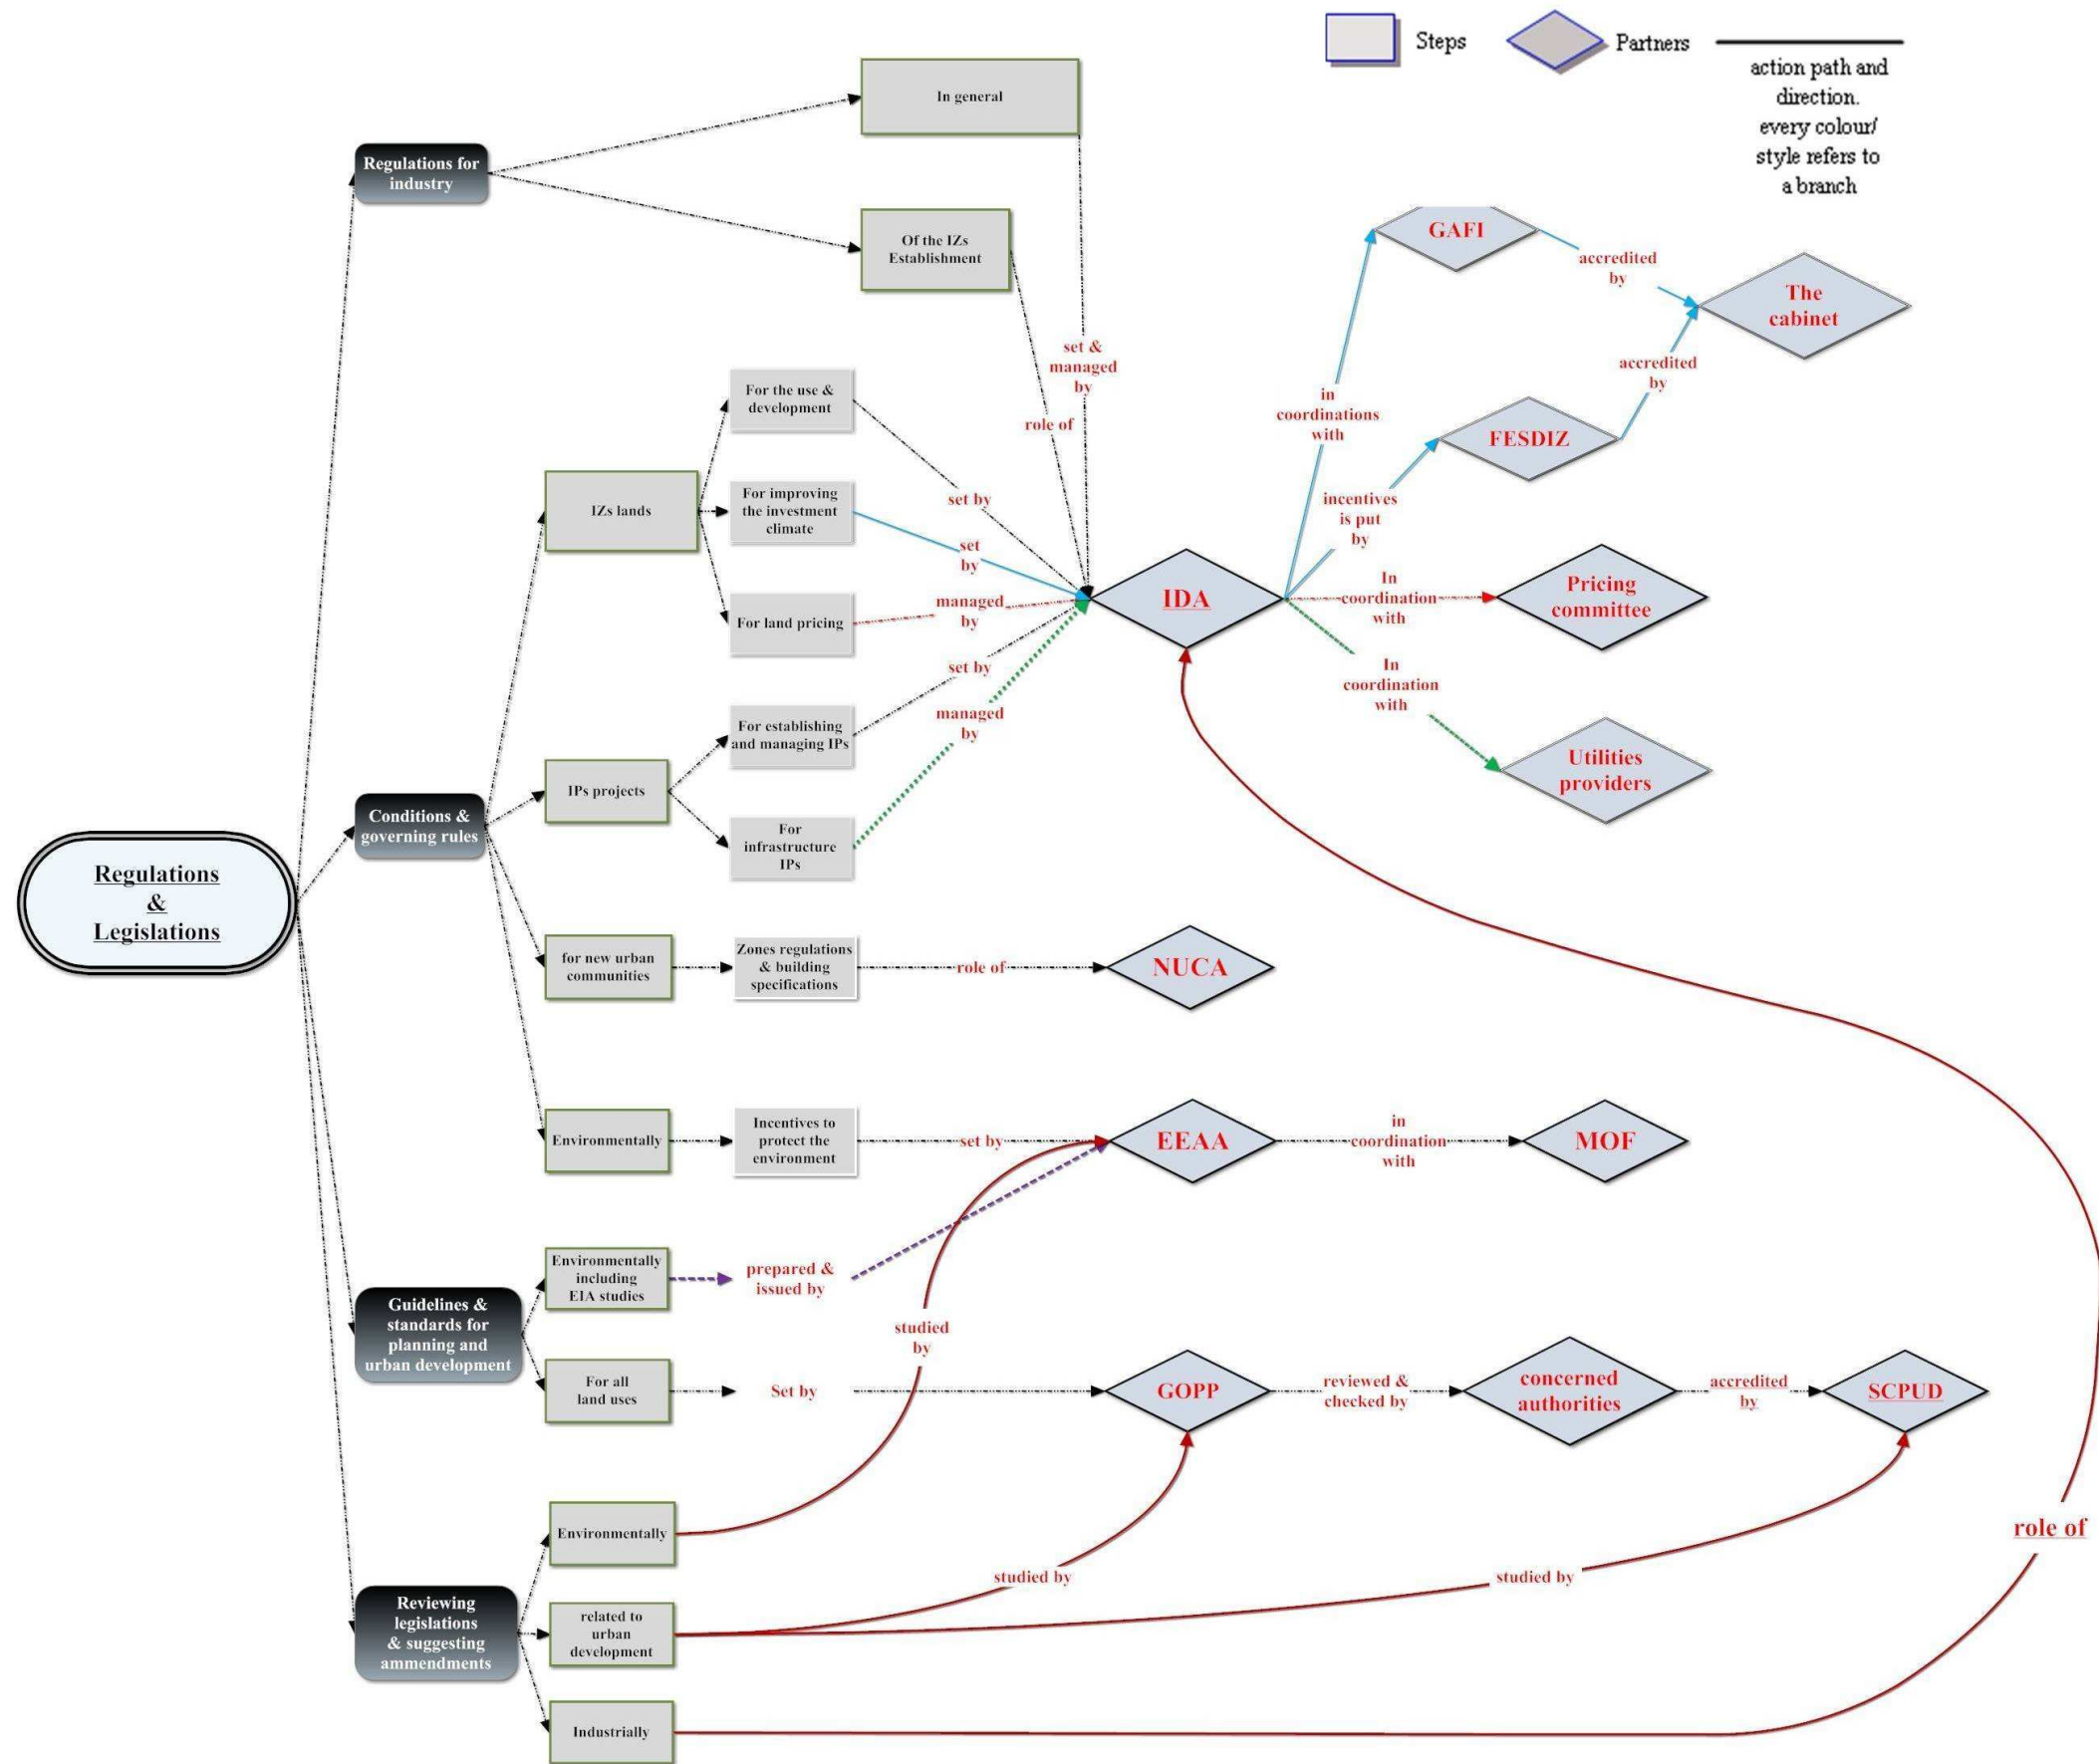 Steps
Partners
action path and
direction.
every colour/
style refers to
a branch
Regulations
&
Legislations
Regulations for
industry
In general
Of the IZs
Establishment
set &
managed
by
role of
Conditions &
governing rules
IZs lands
For the use &
development
set by
For improving
the investment
climate
set
by
For land pricing
managed
by
IPs projects
For establishing
and managing IPs
set by
For
infrastructure
IPs
managed
by
IDA
in
coordinations
with
GAFI
accredited
by
The
cabinet
incentives
is put
by
FESDIZ
accredited
by
In
coordination
with
Pricing
committee
In
coordination
with
Utilities
providers
for new urban
communities
Zones regulations
& building
specifications
role of
NUCA
Environmentally
Incentives to
protect the
environment
set by
EEAA
in
coordination
with
MOF
Guidelines &
standards for
planning and
urban development
Environmentally
including
EIA studies
prepared &
issued by
For all
land uses
Set by
GOPP
reviewed &
checked by
concerned
authorities
accredited
by
SCPUD
Reviewing
legislations
& suggesting
ammendments
Environmentally
studied
by
related to
urban
development
studied by
studied by
Industrially
role of